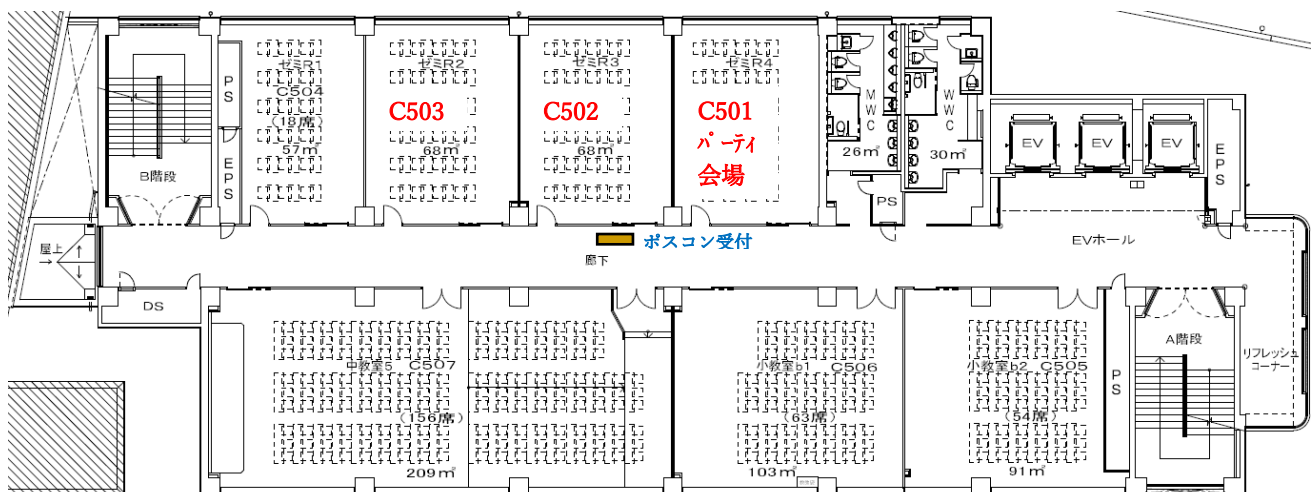 ゼミR1
C504
(18席)
57㎡
PS
EPS
B階段
ゼミR2
C503
68㎡
ゼミR3
C502
68㎡
ゼミR4
C501
パーティ
会場
MWC
26㎡
WWC
30㎡
PS
EV
EV
EV
EPS
屋上
ポスコン受付
廊下
EVホール
DS
中教室5 C507
(156席)
209㎡
小教室b1 C506
(63席)
103㎡
小教室b2 C505
(54席)
91㎡
PS
A階段
リフレッシュ
コーナー